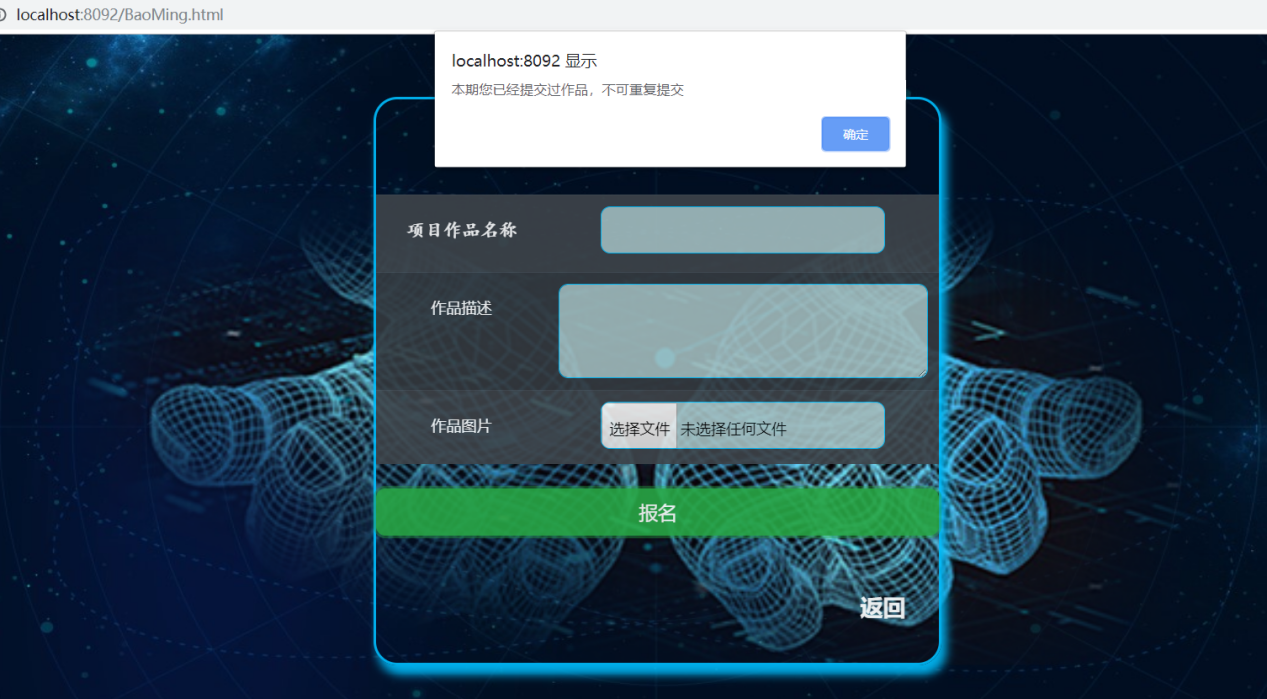 localhost:8092/BaoMing.html
localhost:8092 显示
本期您已经提交过作品，不可重复提交
确定
项目作品名称
作品描述
作品图片
选择文件 未选择任何文件
报名
返回